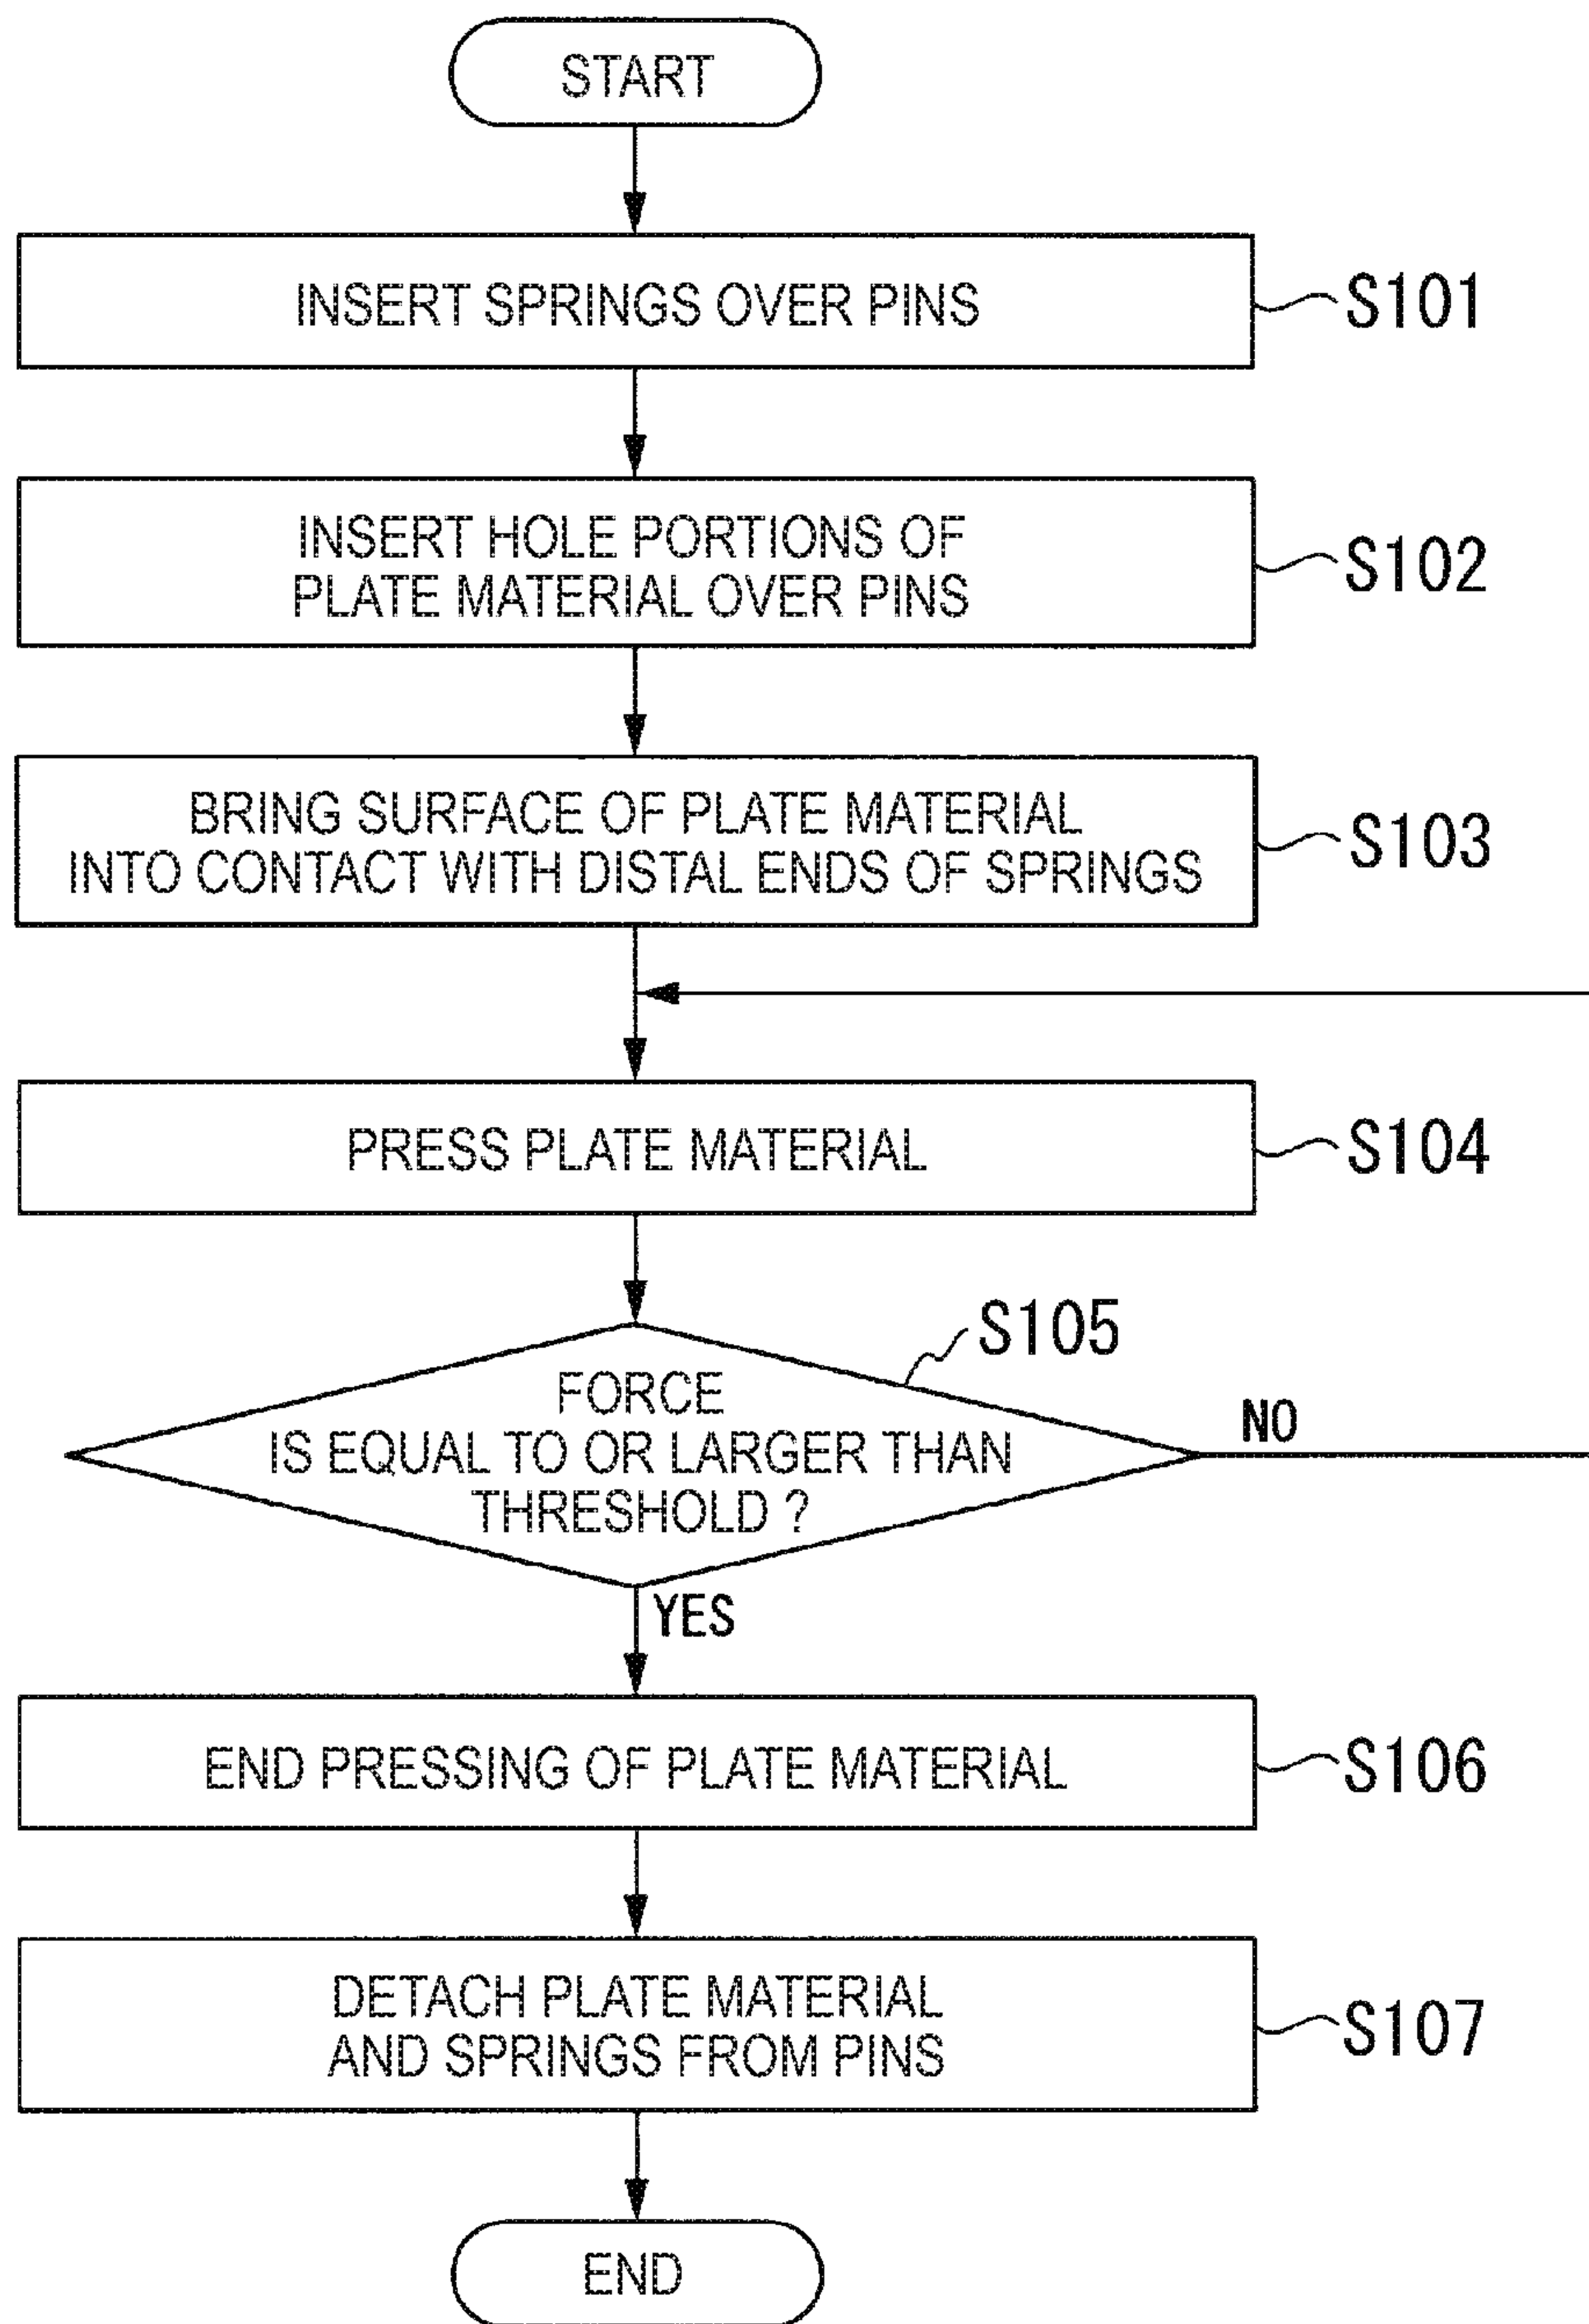 START
INSERT SPRINGS OVER PINS
S101
INSERT HOLE PORTIONS OF
PLATE MATERIAL OVER PINS
S102
BRING SURFACE OF PLATE MATERIAL
INTO CONTACT WITH DISTAL ENDS OF SPRINGS
S103
PRESS PLATE MATERIAL
S104
S105
FORCE
IS EQUAL TO OR LARGER THAN
THRESHOLD ?
NO
YES
END PRESSING OF PLATE MATERIAL
S106
DETACH PLATE MATERIAL
AND SPRINGS FROM PINS
S107
END